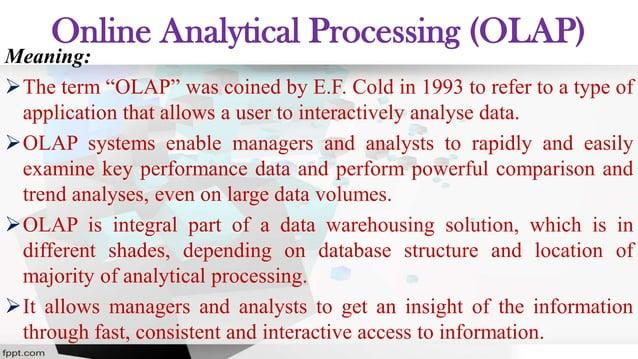 Online Analytical Processing (OLAP)
Meaning:
➢The term “OLAP” was coined by E.F. Cold in 1993 to refer to a type of
application that allows a user to interactively analyse data.
➢OLAP systems enable managers and analysts to rapidly and easily
examine key performance data and perform powerful comparison and
trend analyses, even on large data volumes.
➢OLAP is integral part of a data warehousing solution, which is in
different shades, depending on database structure and location of
majority of analytical processing.
➢It allows managers and analysts to get an insight of the information
through fast, consistent and interactive access to information.
fppt.com